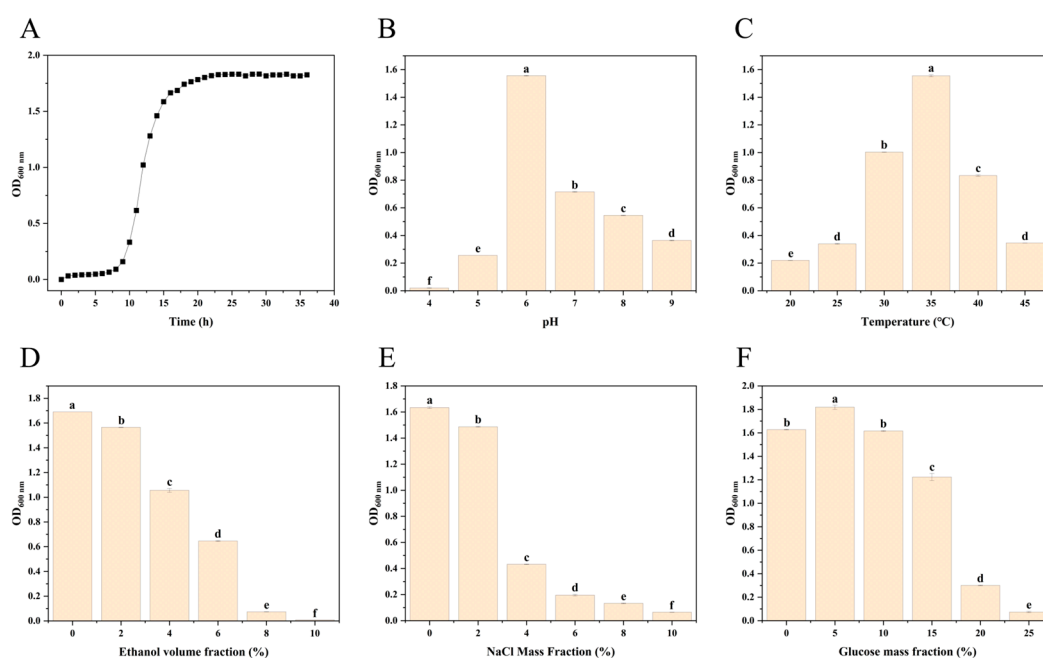 A
2.0
1.5
1.0
0.5
0.0
OD600 nm
0 5 10 15 20 25 30 35 40
Time (h)
B
1.6
1.4
1.2
1.0
0.8
0.6
0.4
0.2
0.0
OD600 nm
f e a b c d
4 5 6 7 8 9
pH
C
1.6
1.4
1.2
1.0
0.8
0.6
0.4
0.2
0.0
OD600 nm
e d b a c d
20 25 30 35 40 45
Temperature (°C)
D
1.8
1.6
1.4
1.2
1.0
0.8
0.6
0.4
0.2
0.0
OD600 nm
a b c d e f
0 2 4 6 8 10
Ethanol volume fraction (%)
E
1.8
1.6
1.4
1.2
1.0
0.8
0.6
0.4
0.2
0.0
OD600 nm
a b c d e f
0 2 4 6 8 10
NaCl Mass Fraction (%)
F
2.0
1.8
1.6
1.4
1.2
1.0
0.8
0.6
0.4
0.2
0.0
OD600 nm
b a b c d e
0 5 10 15 20 25
Glucose mass fraction (%)